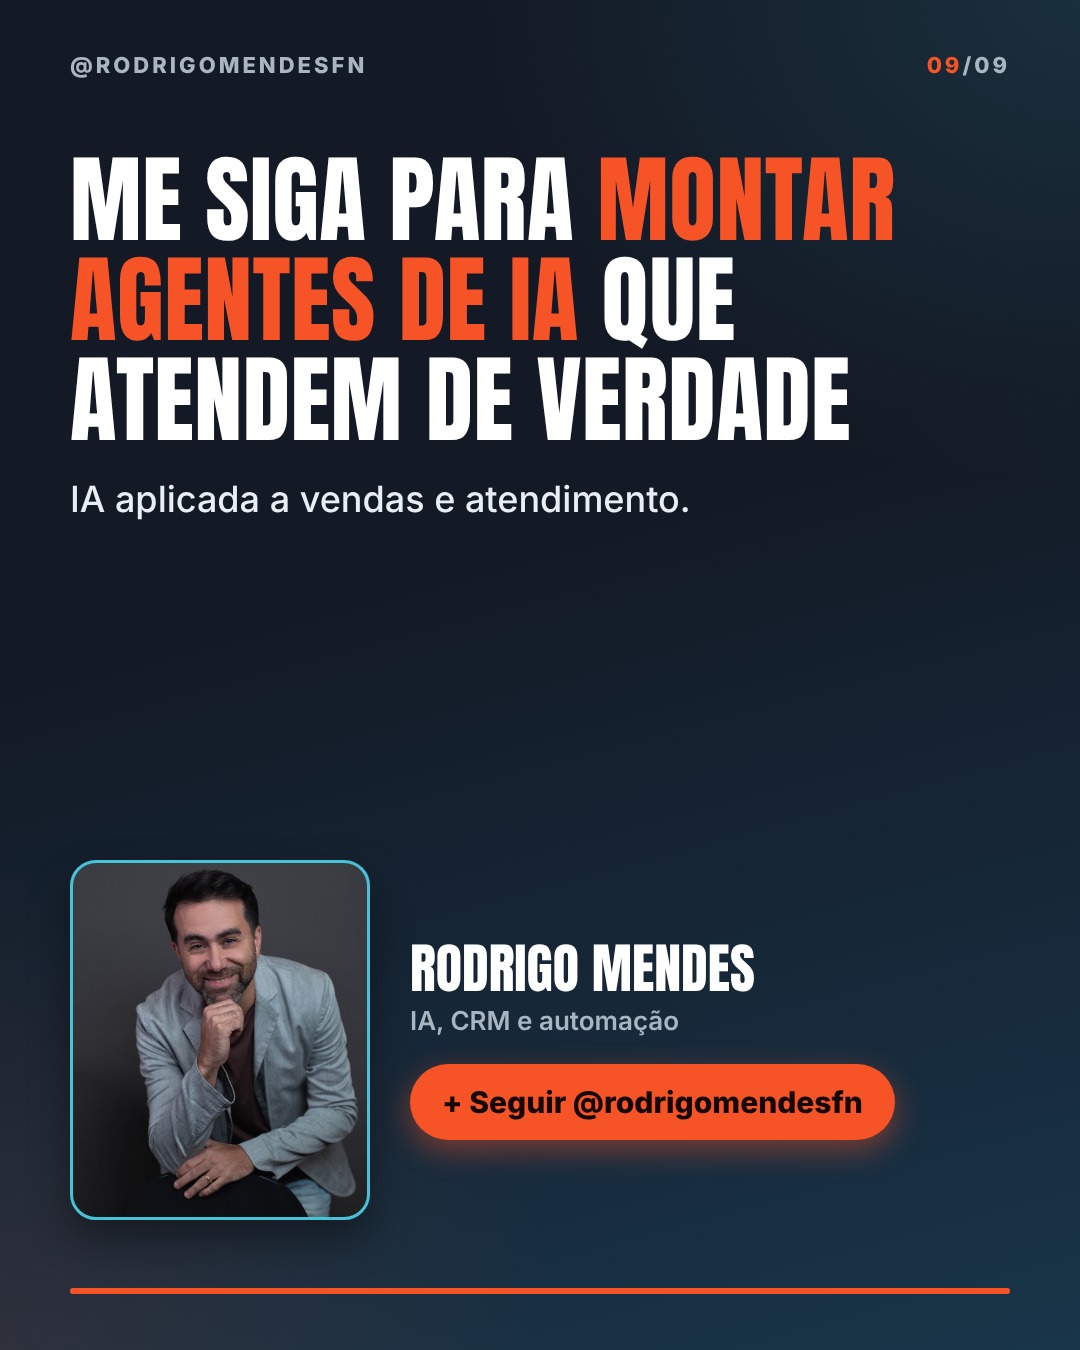 @RODRIGOMENDESFN
09/09
ME SIGA PARA MONTAR
AGENTES DE IA QUE
ATENDEM DE VERDADE
IA aplicada a vendas e atendimento.
RODRIGO MENDES
IA, CRM e automação
+ Seguir @rodrigomendesfn